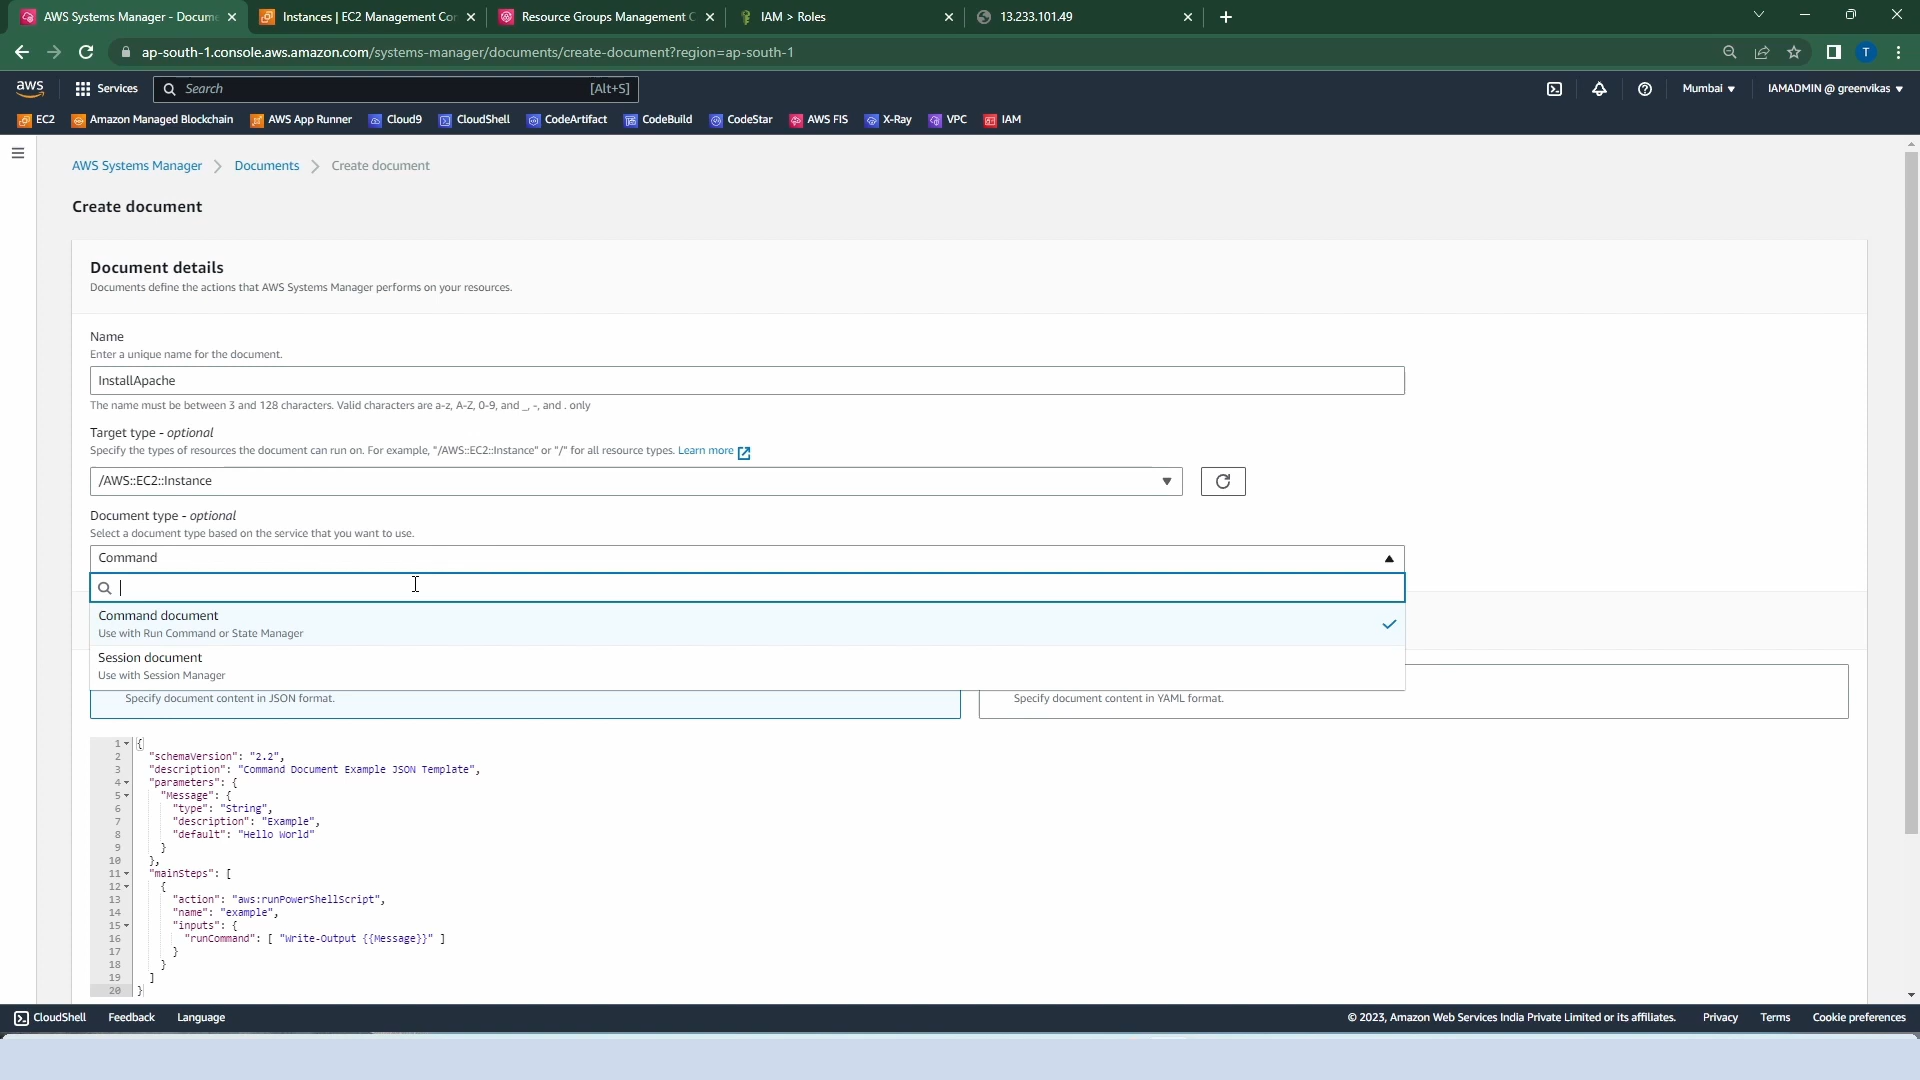 AWS Systems Manager - Docume
Instances | EC2 Management Con
Resource Groups Management C
IAM > Roles
13.233.101.49
ap-south-1.console.aws.amazon.com/systems-manager/documents/create-document?region=ap-south-1
T
aws
Services
Search
[Alt+S]
Mumbai
IAMADMIN @ greenvikas
EC2
Amazon Managed Blockchain
AWS App Runner
Cloud9
CloudShell
CodeArtifact
CodeBuild
CodeStar
AWS FIS
X-Ray
VPC
IAM
AWS Systems Manager > Documents > Create document
Create document
Document details
Documents define the actions that AWS Systems Manager performs on your resources.
Name
Enter a unique name for the document.
InstallApache
The name must be between 3 and 128 characters. Valid characters are a-z, A-Z, 0-9, and _, -, and . only
Target type - optional
Specify the types of resources the document can run on. For example, "/AWS::EC2::Instance" or "/" for all resource types. Learn more
/AWS::EC2::Instance
Document type - optional
Select a document type based on the service that you want to use.
Command
Command document
Use with Run Command or State Manager
Session document
Use with Session Manager
Specify document content in JSON format.
Specify document content in YAML format.
1 {
2 "schemaVersion": "2.2",
3 "description": "Command Document Example JSON Template",
4 "parameters": {
5 "Message": {
6 "type": "String",
7 "description": "Example",
8 "default": "Hello World"
9 }
10 },
11 "mainSteps": [
12 {
13 "action": "aws:runPowerShellScript",
14 "name": "example",
15 "inputs": {
16 "runCommand": [ "Write-Output {{Message}}" ]
17 }
18 }
19 ]
20 }
CloudShell
Feedback
Language
© 2023, Amazon Web Services India Private Limited or its affiliates.
Privacy
Terms
Cookie preferences